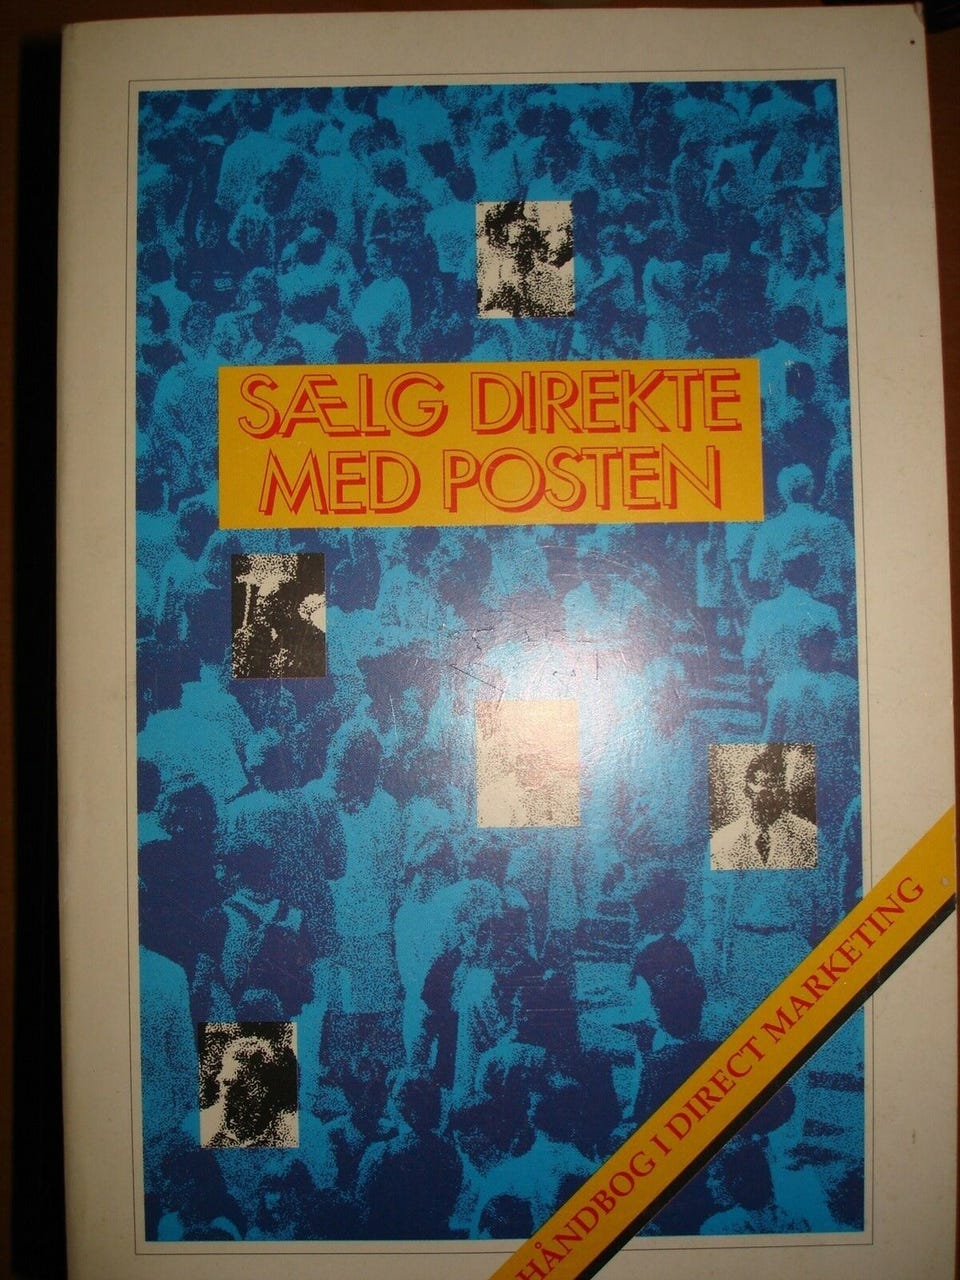 SÆLG DIREKTE
MED POSTEN
HÅNDBOG I DIRECT MARKETING